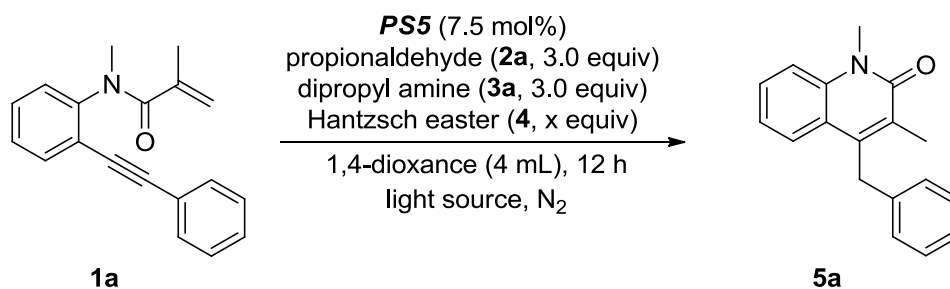 PS5 (7.5 mol%)
propionaldehyde (2a, 3.0 equiv)
dipropyl amine (3a, 3.0 equiv)
Hantzsch easter (4, x equiv)
1,4-dioxance (4 mL), 12 h
light source, N2
N
O
1a
N
O
5a